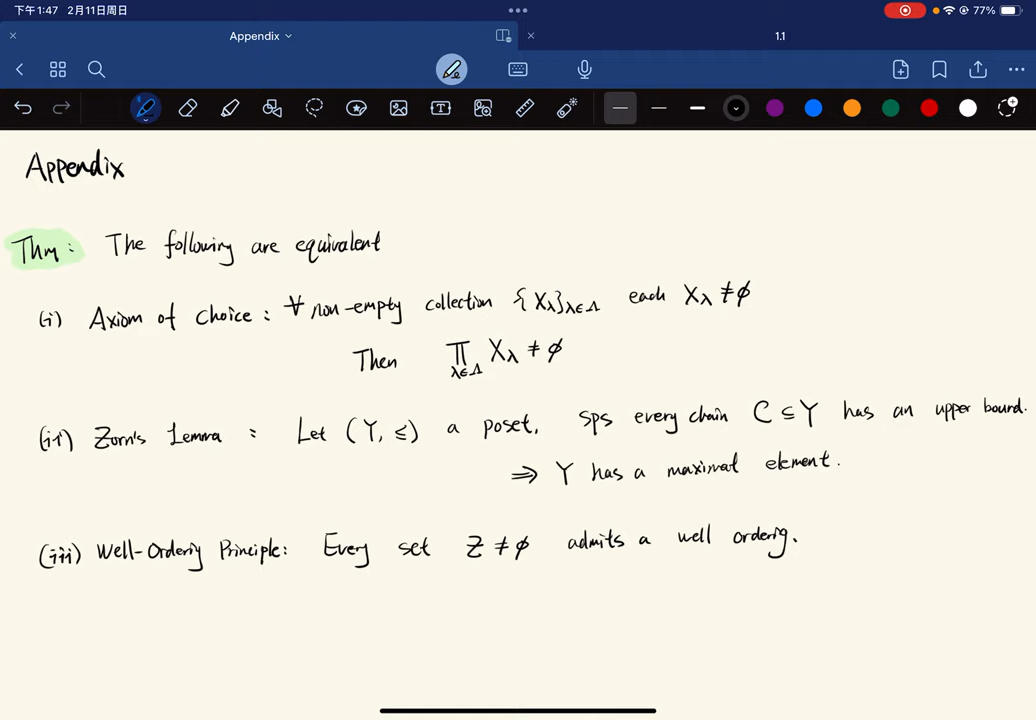 下午1:47 2月11日周日
77%
Appendix
1.1
Appendix
Thm: The following are equivalent
(i) Axiom of choice: ∀ non-empty collection {Xλ}λ∈Λ each Xλ ≠ ∅
Then ∏λ∈Λ Xλ ≠ ∅
(ii) Zorn's Lemma: Let (Y, ≤) a poset, sps every chain C ⊆ Y has an upper bound.
⇒ Y has a maximal element.
(iii) Well-Orderig Principle: Every set Z ≠ ∅ admits a well orderig.